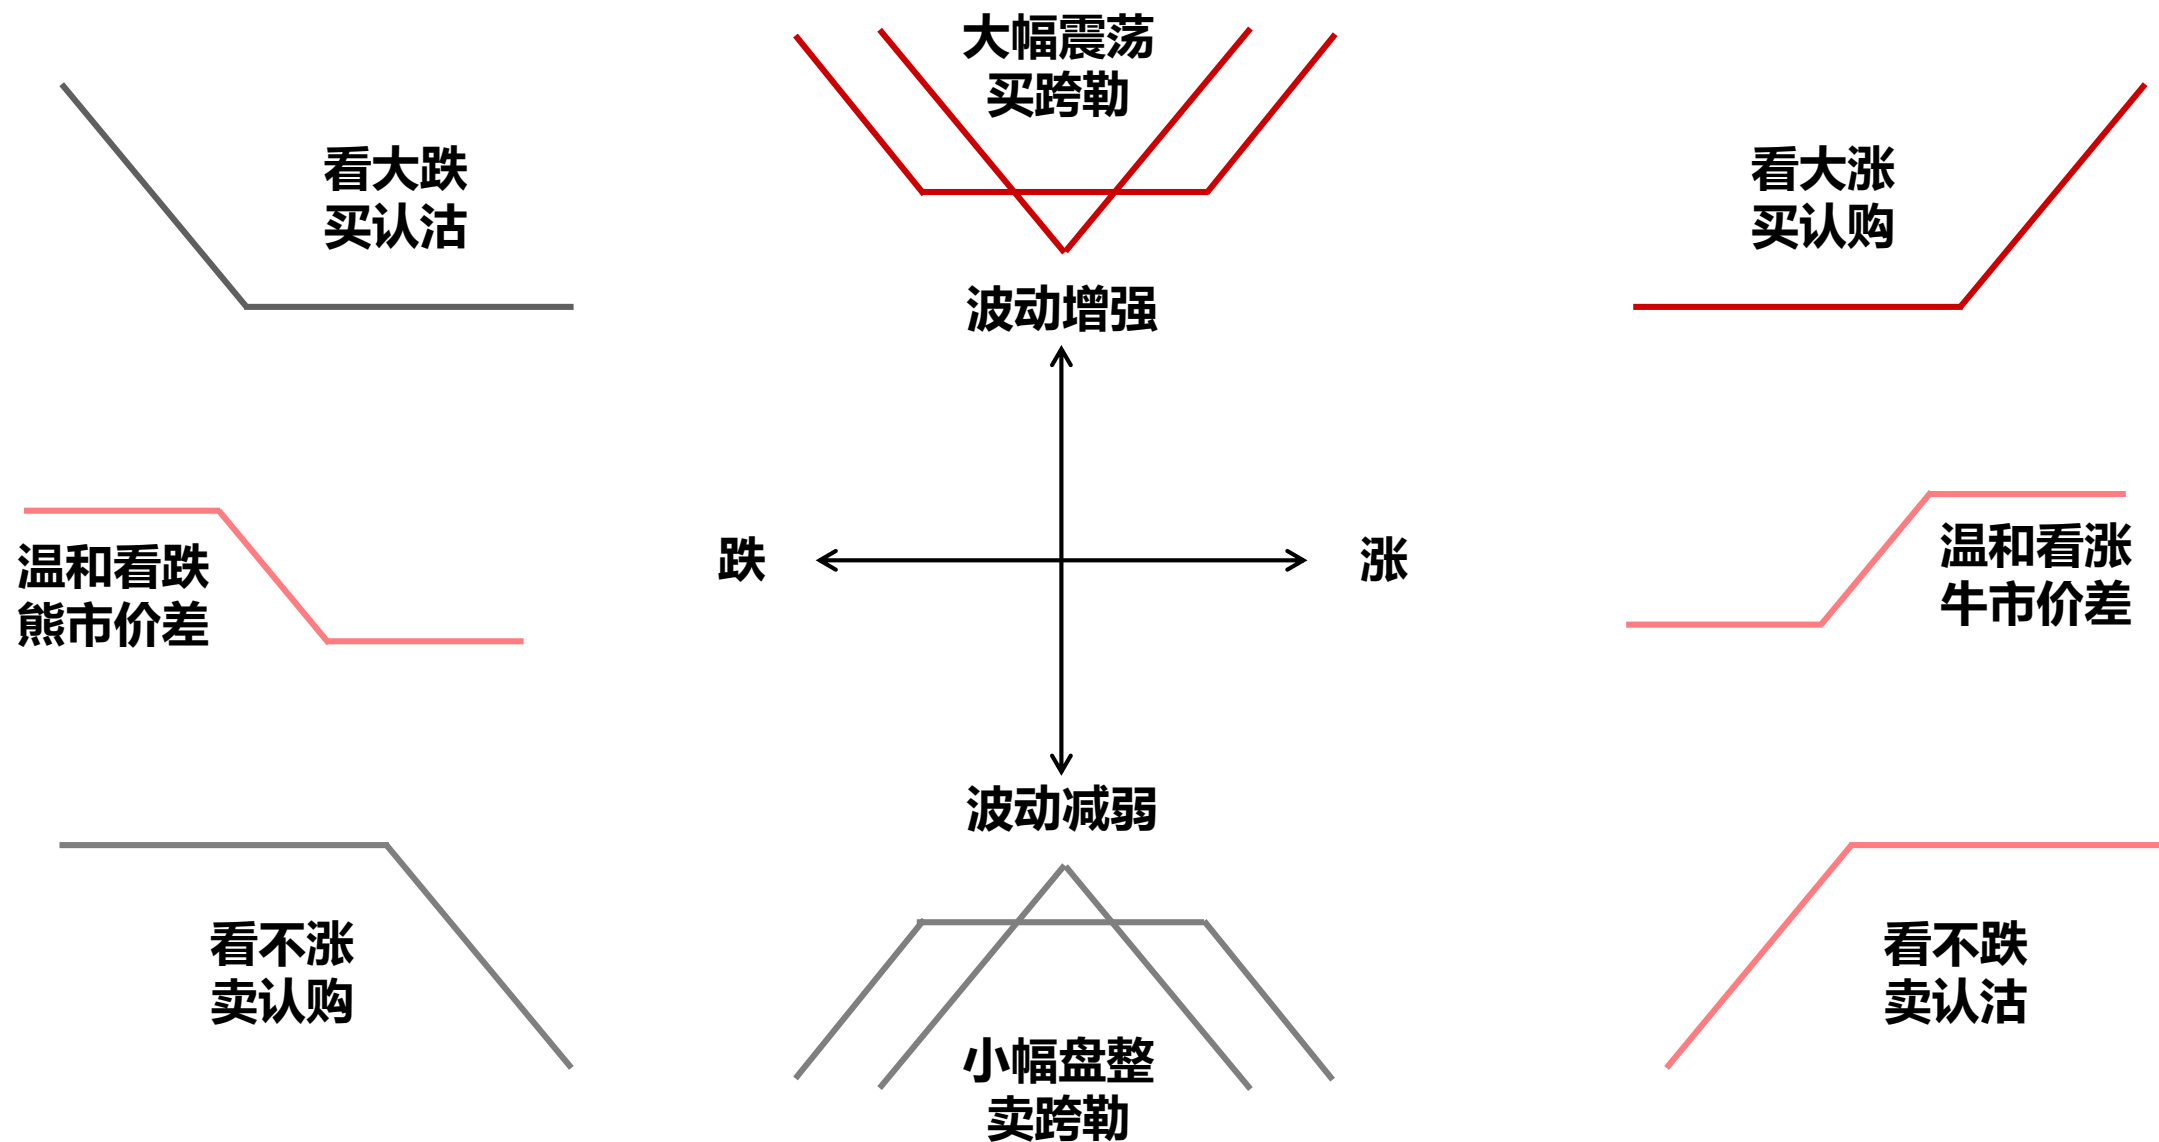 大幅震荡
买跨勒
看大跌
买认沽
看大涨
买认购
波动增强
温和看跌
熊市价差
跌
涨
温和看涨
牛市价差
波动减弱
看不涨
卖认购
看不跌
卖认沽
小幅盘整
卖跨勒